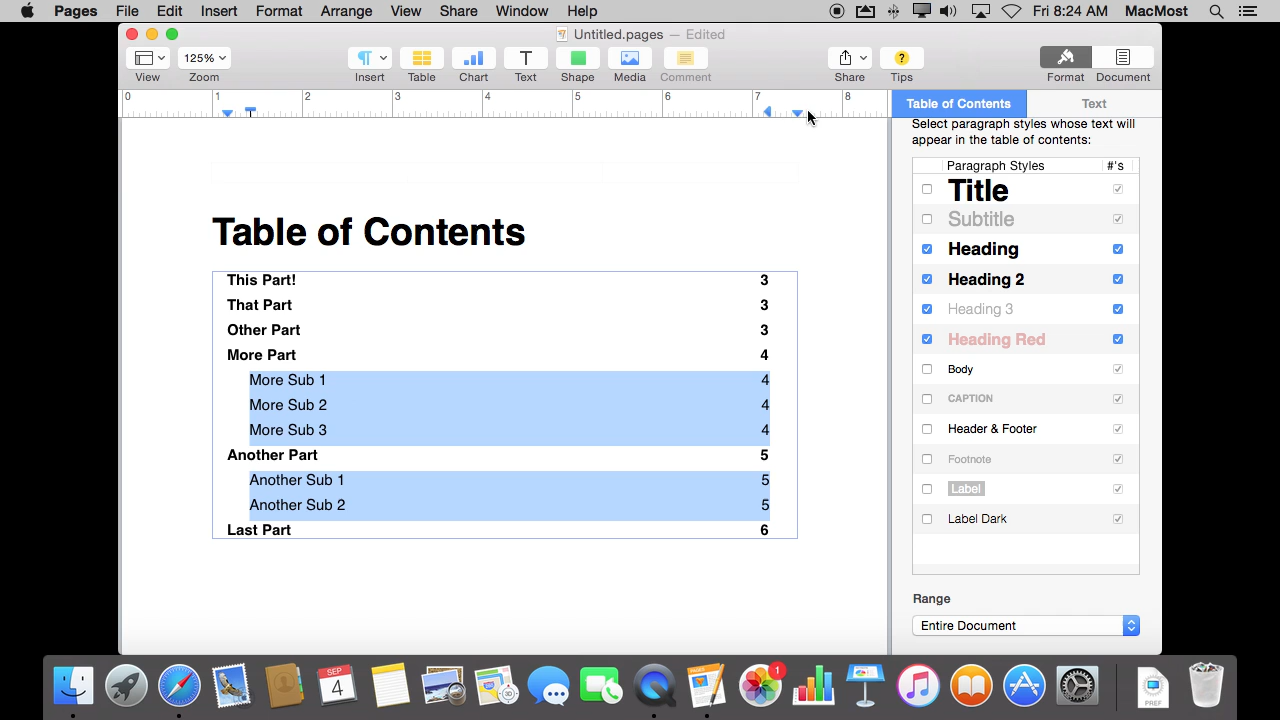 Pages File Edit Insert Format Arrange View Share Window Help Fri 8:24 AM MacMost
Untitled.pages — Edited
125%
View Zoom Insert Table Chart Text Shape Media Comment Share Tips Format Document
0 1 2 3 4 5 6 7 8
Table of Contents Text
Select paragraph styles whose text will
appear in the table of contents:
Paragraph Styles #'s
Title
Subtitle
Heading
Heading 2
Heading 3
Heading Red
Body
CAPTION
Header & Footer
Footnote
Label
Label Dark
Range
Entire Document
Table of Contents
This Part! 3
That Part 3
Other Part 3
More Part 4
More Sub 1 4
More Sub 2 4
More Sub 3 4
Another Part 5
Another Sub 1 5
Another Sub 2 5
Last Part 6
SEP
4
1
PREF